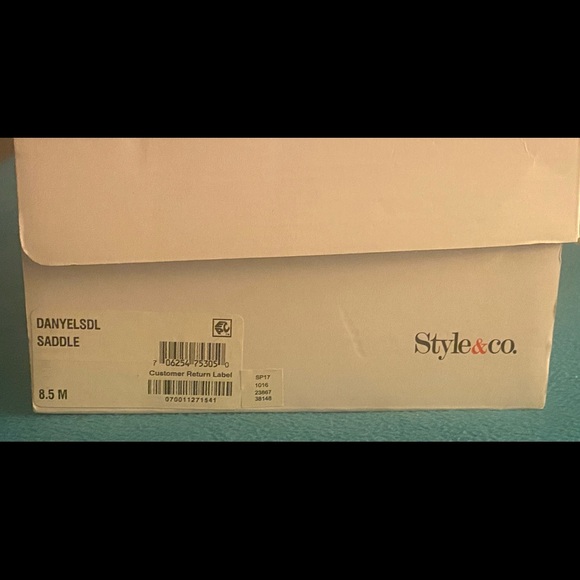 DANYELSDL
SADDLE
7 06254 75305 0
Customer Return Label
8.5 M
070011271541
SP17
1016
23867
38148
Style&co.